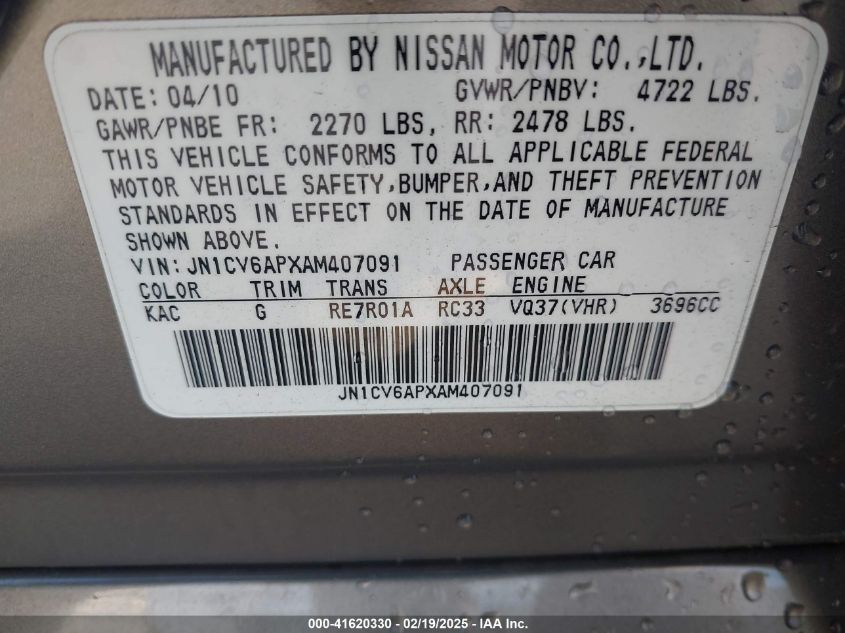 MANUFACTURED BY NISSAN MOTOR CO.,LTD.
DATE: 04/10 GVWR/PNBV: 4722 LBS.
GAWR/PNBE FR: 2270 LBS, RR: 2478 LBS.
THIS VEHICLE CONFORMS TO ALL APPLICABLE FEDERAL
MOTOR VEHICLE SAFETY,BUMPER,AND THEFT PREVENTION
STANDARDS IN EFFECT ON THE DATE OF MANUFACTURE
SHOWN ABOVE.
VIN: JN1CV6APXAM407091 PASSENGER CAR
COLOR TRIM TRANS AXLE ENGINE
KAC G RE7R01A RC33 VQ37(VHR) 3696CC
JN1CV6APXAM407091
000-41620330 - 02/19/2025 - IAA Inc.